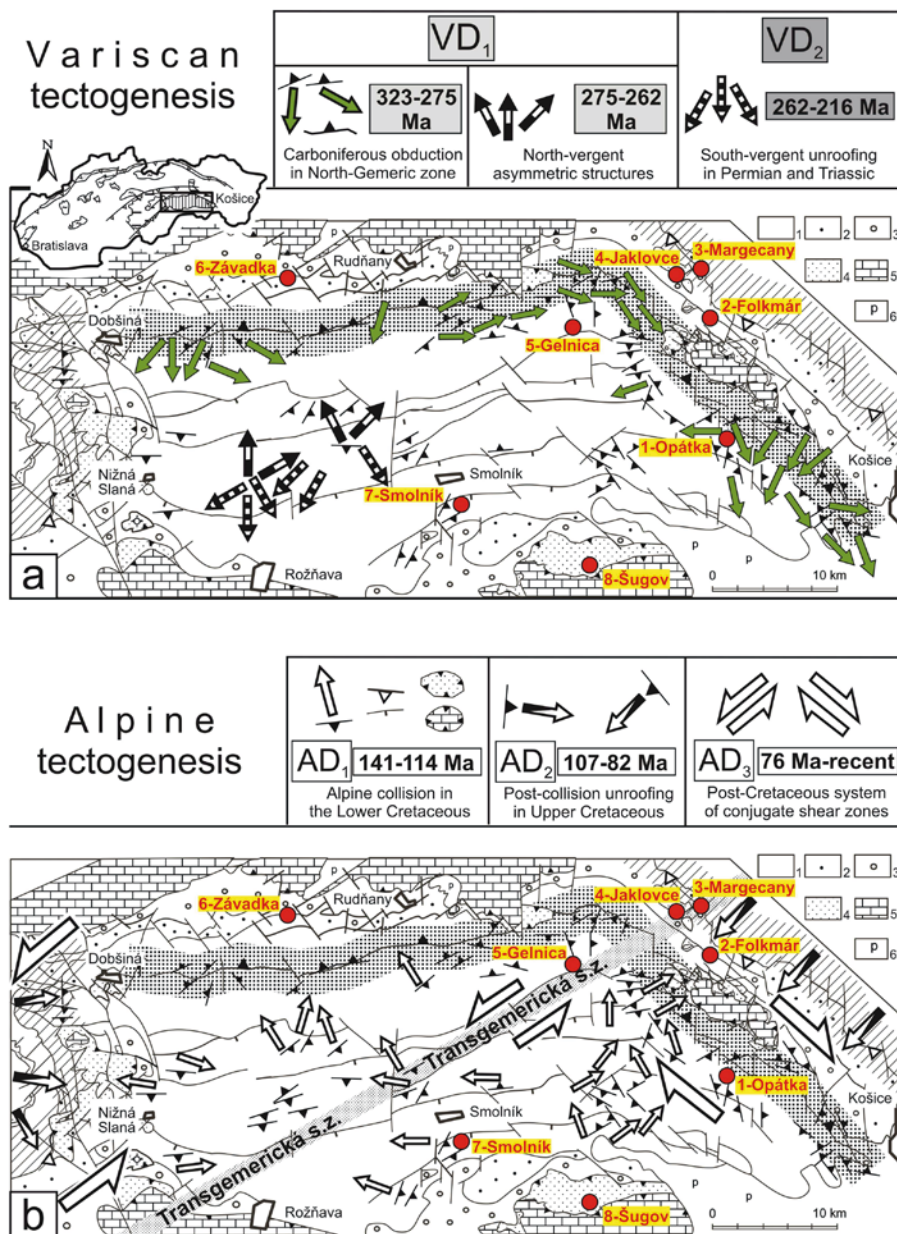 Variscan
tectogenesis
VD1
VD2
323-275
Ma
275-262
Ma
262-216 Ma
Carboniferous obduction
in North-Gemeric zone
North-vergent
asymmetric structures
South-vergent unroofing
in Permian and Triassic
N
Košice
Bratislava
p
1
2
3
4
5
p
6
6-Závadka
Rudňany
p
4-Jaklovce
3-Margecany
2-Folkmár
Dobšiná
5-Gelnica
1-Opátka
Košice
Nižná
Slaná
7-Smolník
Smolník
p
p
8-Šugov
Rožňava
0
10 km
a
Alpine
tectogenesis
AD1
141-114 Ma
AD2
107-82 Ma
AD3
76 Ma-recent
Alpine collision in
the Lower Cretaceous
Post-collision unroofing
in Upper Cretaceous
Post-Cretaceous system
of conjugate shear zones
p
1
2
3
4
5
p
6
6-Závadka
Rudňany
p
4-Jaklovce
3-Margecany
2-Folkmár
Dobšiná
5-Gelnica
Transgemerická s.z.
1-Opátka
Košice
Nižná
Slaná
7-Smolník
Smolník
Transgemerická s.z.
p
p
8-Šugov
Rožňava
0
10 km
b